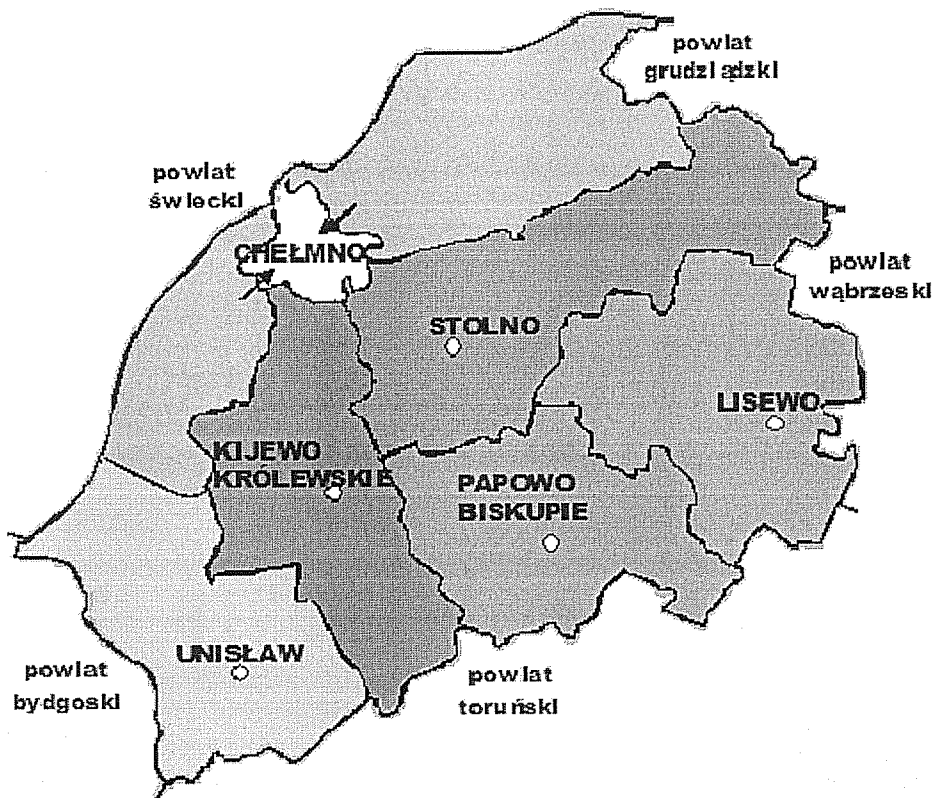 powiat
grudziądzki
powiat
świecki
CHEŁMNO
powiat
wąbrzeski
STOLNO
LISEWO
KIJEWO
KRÓLEWSKIE
PAPOWO
BISKUPIE
UNISŁAW
powiat
bydgoski
powiat
toruński